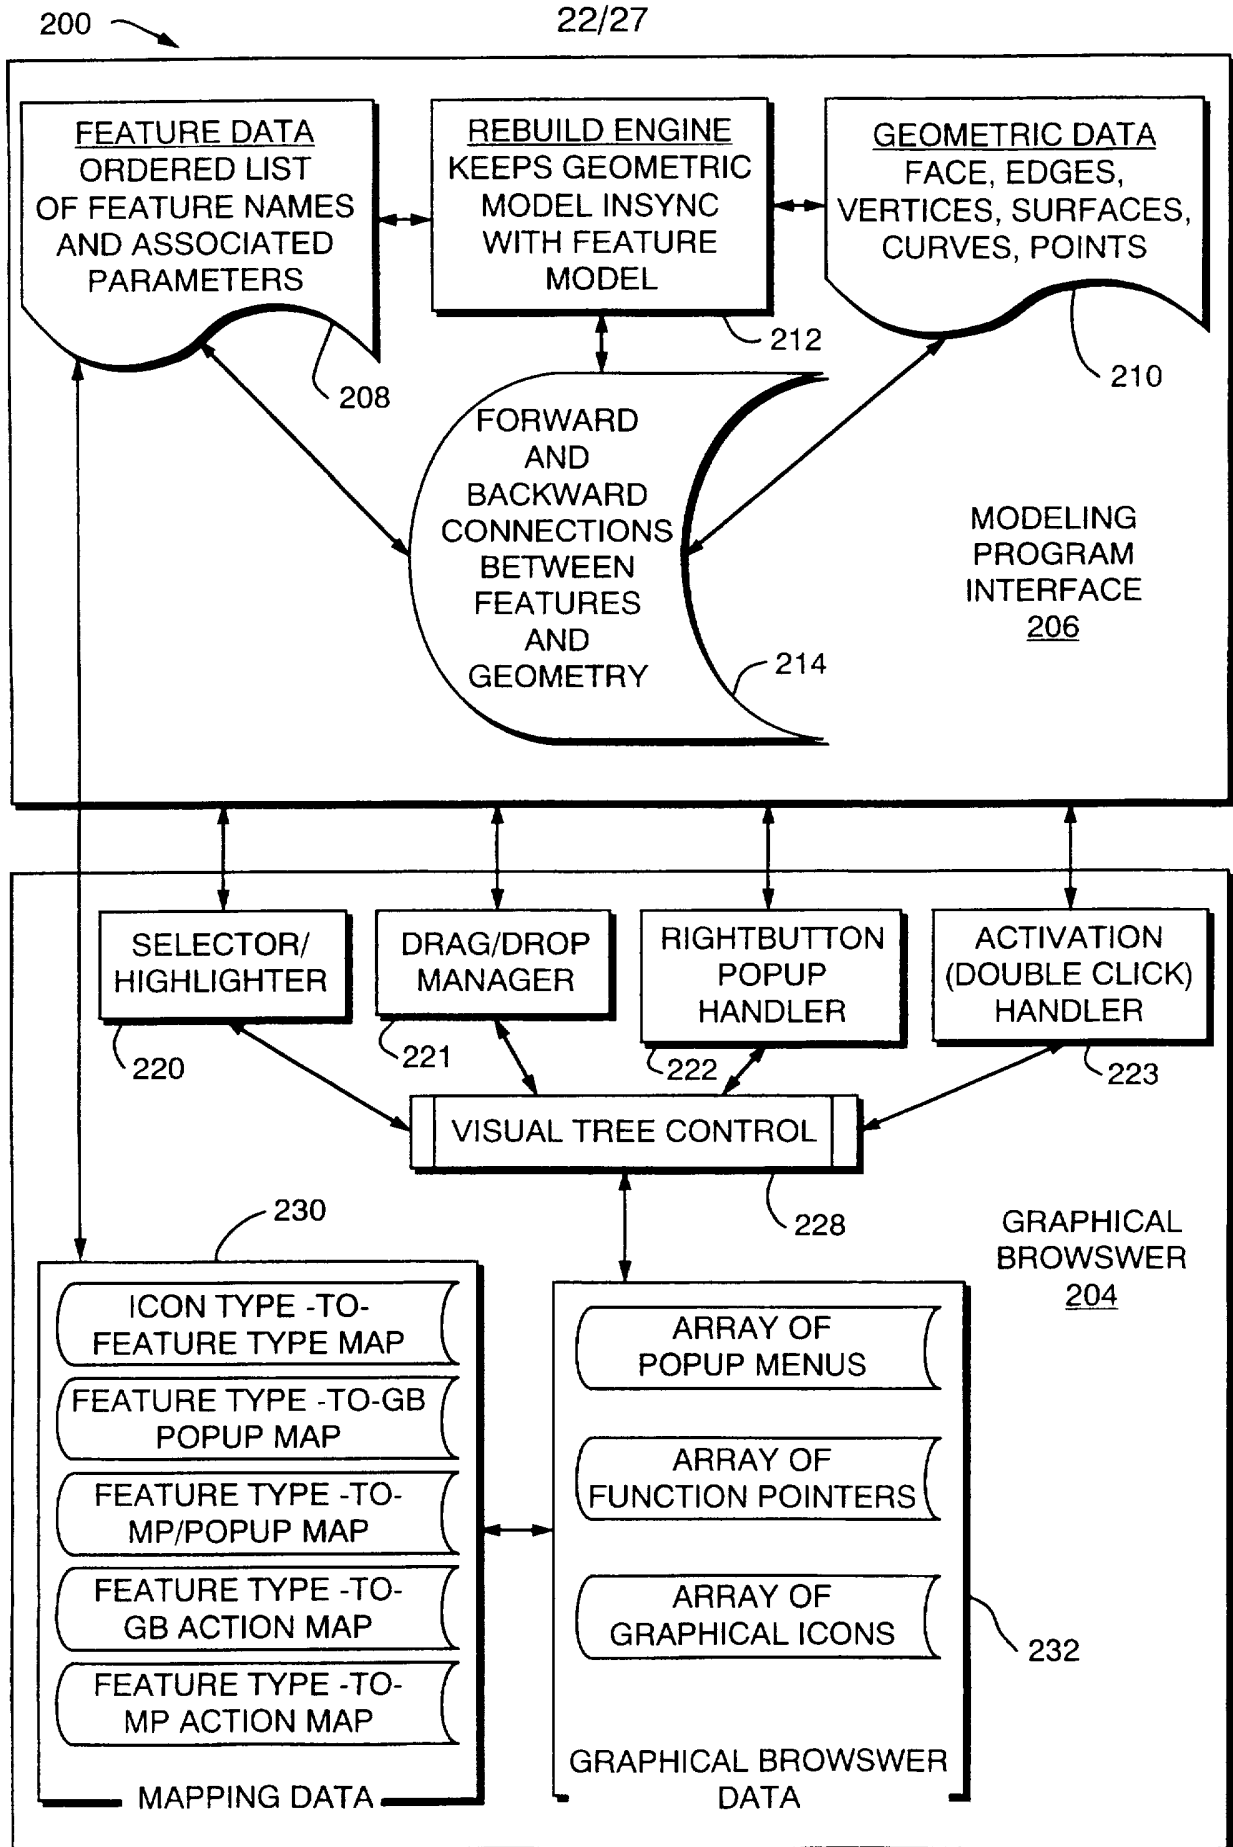 200
22/27
FEATURE DATA
ORDERED LIST
OF FEATURE NAMES
AND ASSOCIATED
PARAMETERS
208
REBUILD ENGINE
KEEPS GEOMETRIC
MODEL INSYNC
WITH FEATURE
MODEL
212
GEOMETRIC DATA
FACE, EDGES,
VERTICES, SURFACES,
CURVES, POINTS
210
FORWARD
AND
BACKWARD
CONNECTIONS
BETWEEN
FEATURES
AND
GEOMETRY
214
MODELING
PROGRAM
INTERFACE
206
SELECTOR/
HIGHLIGHTER
220
DRAG/DROP
MANAGER
221
RIGHTBUTTON
POPUP
HANDLER
222
ACTIVATION
(DOUBLE CLICK)
HANDLER
223
VISUAL TREE CONTROL
228
GRAPHICAL
BROWSWER
204
230
ICON TYPE -TO-
FEATURE TYPE MAP
FEATURE TYPE -TO-GB
POPUP MAP
FEATURE TYPE -TO-
MP/POPUP MAP
FEATURE TYPE -TO-
GB ACTION MAP
FEATURE TYPE -TO-
MP ACTION MAP
MAPPING DATA
ARRAY OF
POPUP MENUS
ARRAY OF
FUNCTION POINTERS
ARRAY OF
GRAPHICAL ICONS
232
GRAPHICAL BROWSWER
DATA